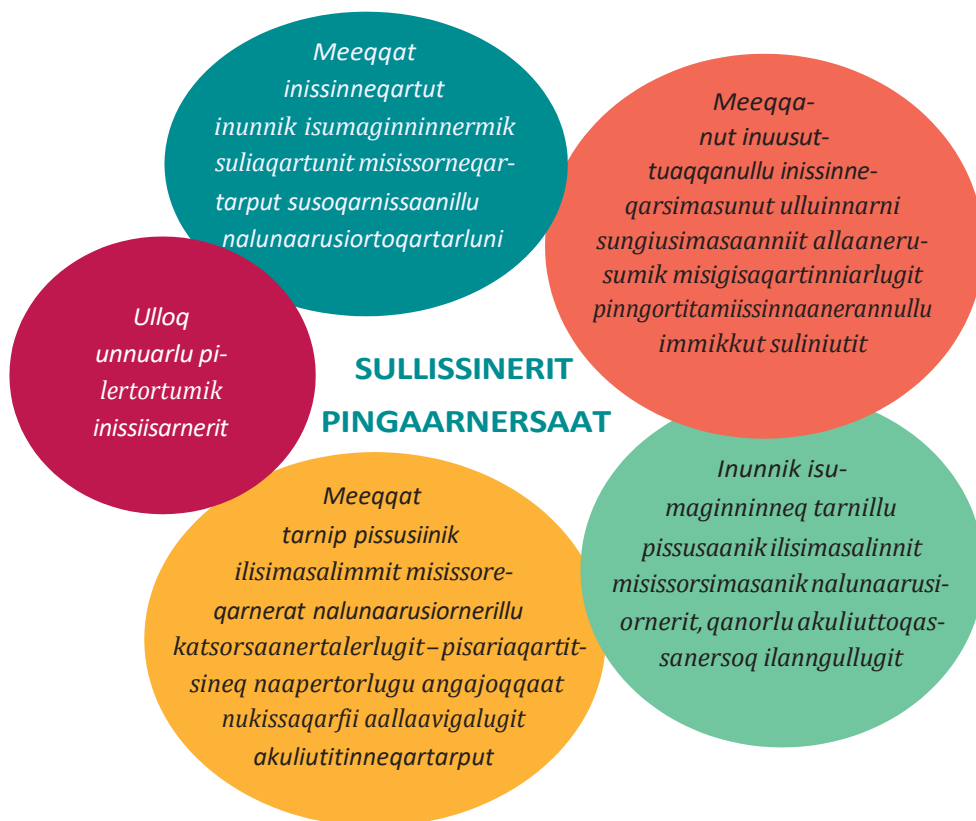 Meeqqat
inissinneqartut
inunnik isumaginninnermik
suliaqartunit misissorneqar-
tarput susoqarnissaanillu
nalunaarusiortoqartarluni
Meeqqa-
nut inuusut-
tuaqqanullu inissinne-
qarsimasunut ulluinnarni
sungiusimasaanniit allaaneru-
sumik misigisaqartinniarlugit
pinngortitamiissinnaanerannullu
immikkut suliniutit
Ulloq
unnuarlu pi-
lertortumik
inissiisarnerit
SULLISSINERIT
PINGAARNERSAAT
Inunnik isu-
maginninneq tarnillu
pissusaanik ilisimasalinnit
misissorsimasanik nalunaarusi-
ornerit, qanorlu akuliuttoqas-
sanersoq ilanngullugit
Meeqqat
tarnip pissusiinik
ilisimasalimmit misissore-
qarnerat nalunaarusiornerillu
katsorsaanertalerlugit – pisariaqartit-
sineq naapertorlugu angajoqqaat
nukissaqarfii aallaavigalugit
akuliutitinneqartarput